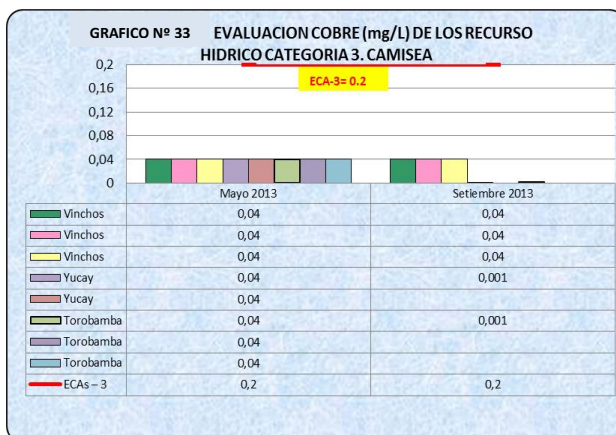 GRAFICO Nº 33 EVALUACION COBRE (mg/L) DE LOS RECURSO
HIDRICO CATEGORIA 3. CAMISEA
0,2
0,16
0,12
0,08
0,04
0
ECA-3= 0.2
Mayo 2013 Setiembre 2013
Vinchos 0,04 0,04
Vinchos 0,04 0,04
Vinchos 0,04 0,04
Yucay 0,04 0,001
Yucay 0,04
Torobamba 0,04 0,001
Torobamba 0,04
Torobamba 0,04
ECAs – 3 0,2 0,2